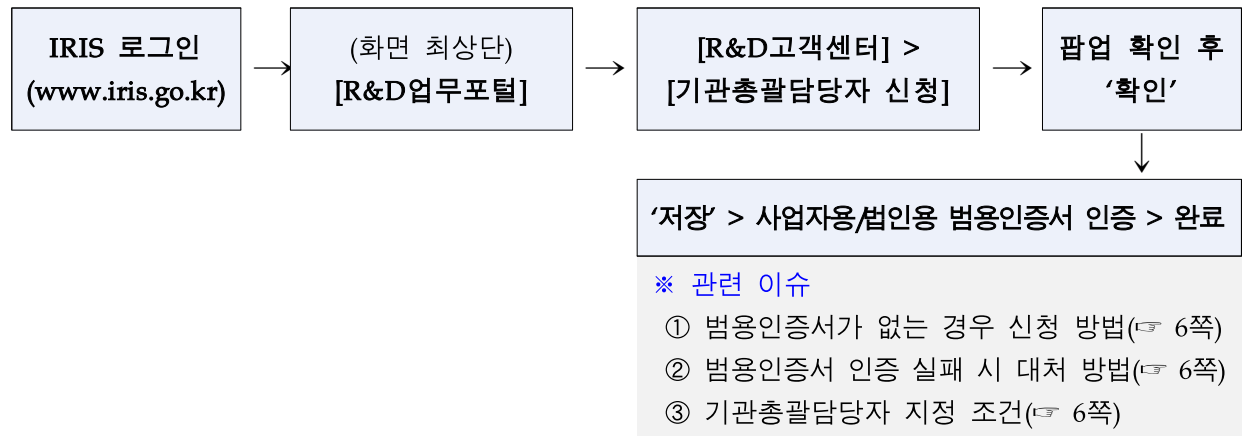 IRIS 로그인
(www.iris.go.kr)
(화면 최상단)
[R&D업무포털]
[R&D고객센터] >
[기관총괄담당자 신청]
팝업 확인 후
‘확인’
‘저장’ > 사업자용/법인용 범용인증서 인증 > 완료
※ 관련 이슈
① 범용인증서가 없는 경우 신청 방법(☞ 6쪽)
② 범용인증서 인증 실패 시 대처 방법(☞ 6쪽)
③ 기관총괄담당자 지정 조건(☞ 6쪽)